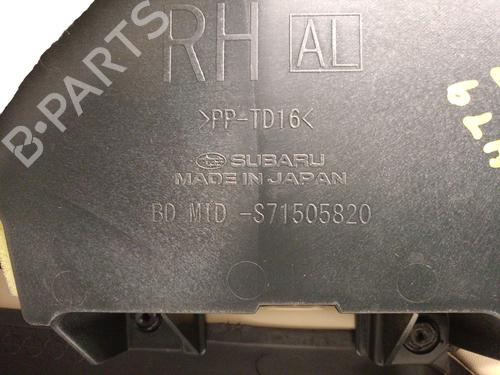 B-PARTS
RH AL
>PP-TD16<
SUBARU
MADE IN JAPAN
BD MID -S71505820